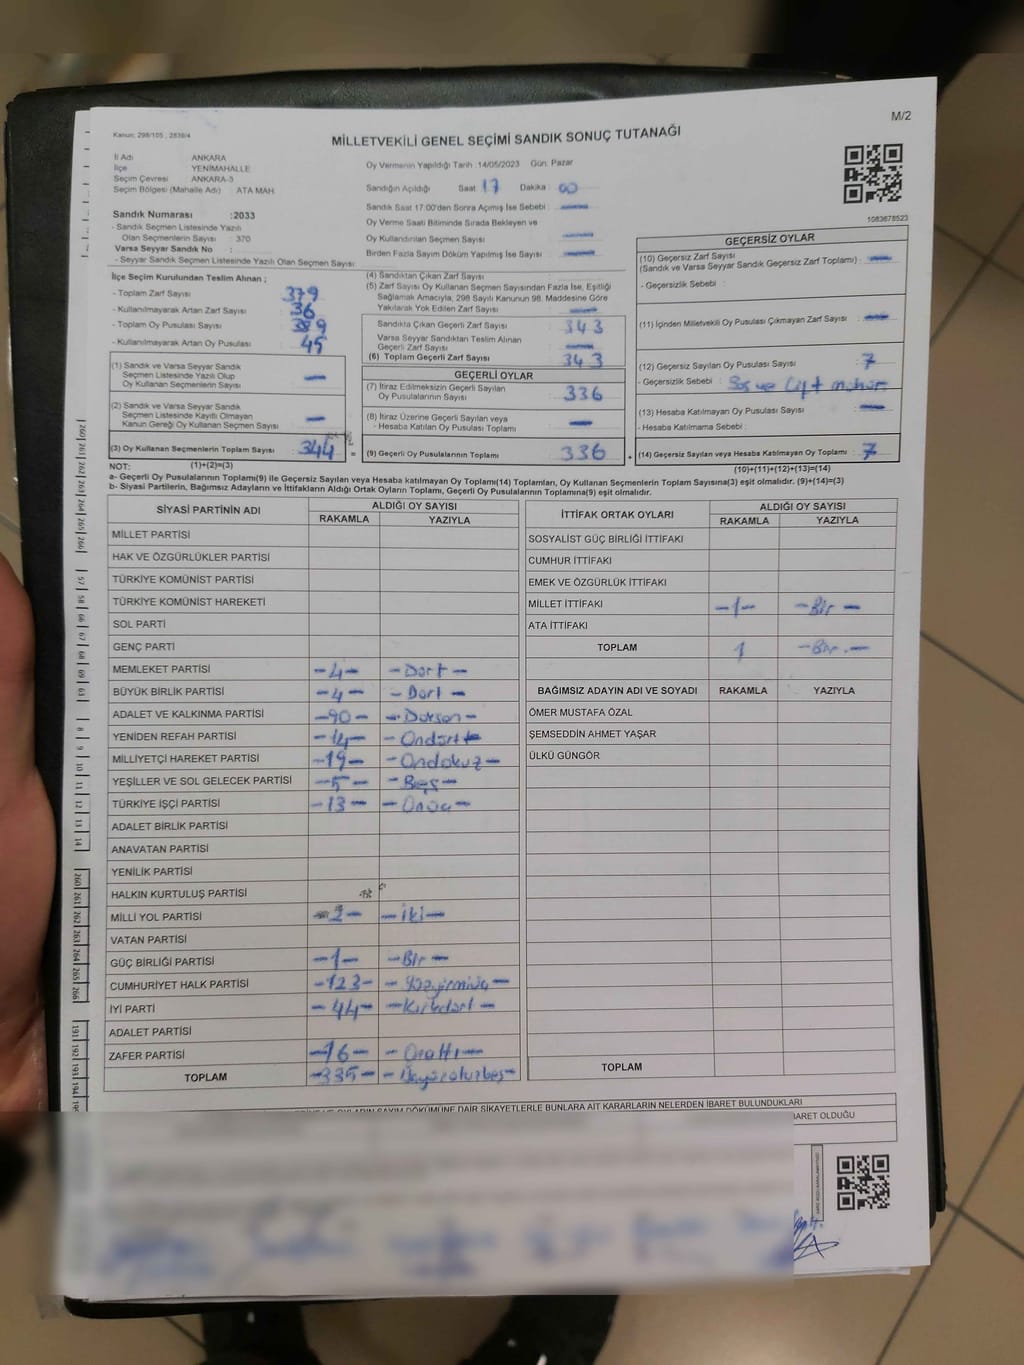 M/2
Kanun: 298/105 , 2839/4
MİLLETVEKİLİ GENEL SEÇİMİ SANDIK SONUÇ TUTANAĞI
İl Adı ANKARA
İlçe YENİMAHALLE
Seçim Çevresi ANKARA-3
Seçim Bölgesi (Mahalle Adı) ATA MAH.
Sandık Numarası :2033
- Sandık Seçmen Listesinde Yazılı
Olan Seçmenlerin Sayısı : 370
Varsa Seyyar Sandık No :
- Seyyar Sandık Seçmen Listesinde Yazılı Olan Seçmen Sayısı:
Oy Vermenin Yapıldığı Tarih :14/05/2023 Gün: Pazar
Sandığın Açıldığı Saat 17 Dakika : 00
Sandık Saat 17:00'den Sonra Açımış İse Sebebi :
Oy Verme Saati Bitiminde Sırada Bekleyen ve
Oy Kullandırılan Seçmen Sayısı :
Birden Fazla Sayım Döküm Yapılmış İse Sayısı :
1083678523
İlçe Seçim Kurulundan Teslim Alınan ;
- Toplam Zarf Sayısı : 379
- Kullanılmayarak Artan Zarf Sayısı : 36
- Toplam Oy Pusulası Sayısı :
- Kullanılmayarak Artan Oy Pusulası : 45
(1) Sandık ve Varsa Seyyar Sandık
Seçmen Listesinde Yazılı Olup
Oy Kullanan Seçmenlerin Sayısı : —
(2) Sandık ve Varsa Seyyar Sandık
Seçmen Listesinde Kayıtlı Olmayan
Kanun Gereği Oy Kullanan Seçmen Sayısı : —
(3) Oy Kullanan Seçmenlerin Toplam Sayısı : 344 =
(4) Sandıktan Çıkan Zarf Sayısı :
(5) Zarf Sayısı Oy Kullanan Seçmen Sayısından Fazla İse, Eşitliği
Sağlamak Amacıyla, 298 Sayılı Kanunun 98. Maddesine Göre
Yakılarak Yok Edilen Zarf Sayısı : —
Sandıkta Çıkan Geçerli Zarf Sayısı : 343
Varsa Seyyar Sandıktan Teslim Alınan
Geçerli Zarf Sayısı : —
(6) Toplam Geçerli Zarf Sayısı : 343
GEÇERLİ OYLAR
(7) İtiraz Edilmeksizin Geçerli Sayılan
Oy Pusulalarının Sayısı : 336
(8) İtiraz Üzerine Geçerli Sayılan veya
Hesaba Katılan Oy Pusulası Toplamı : —
(9) Geçerli Oy Pusulalarının Toplamı : 336 +
GEÇERSİZ OYLAR
(10) Geçersiz Zarf Sayısı : —
(Sandık ve Varsa Seyyar Sandık Geçersiz Zarf Toplamı)
- Geçersizlik Sebebi :
(11) İçinden Milletvekili Oy Pusulası Çıkmayan Zarf Sayısı : —
(12) Geçersiz Sayılan Oy Pusulası Sayısı : 7
- Geçersizlik Sebebi :
(13) Hesaba Katılmayan Oy Pusulası Sayısı : —
- Hesaba Katılmama Sebebi :
(14) Geçersiz Sayılan veya Hesaba Katılmayan Oy Toplamı : 7
NOT: (1)+(2)=(3) (10)+(11)+(12)+(13)=(14)
a- Geçerli Oy Pusulalarının Toplamı(9) ile Geçersiz Sayılan veya Hesaba katılmayan Oy Toplamı(14) Toplamları, Oy Kullanan Seçmenlerin Toplam Sayısına(3) eşit olmalıdır. (9)+(14)=(3)
b- Siyasi Partilerin, Bağımsız Adayların ve İttifakların Aldığı Ortak Oyların Toplamı, Geçerli Oy Pusulalarının Toplamına(9) eşit olmalıdır.
SİYASİ PARTİNİN ADI ALDIĞI OY SAYISI
RAKAMLA YAZIYLA
MİLLET PARTİSİ
HAK VE ÖZGÜRLÜKLER PARTİSİ
TÜRKİYE KOMÜNİST PARTİSİ
TÜRKİYE KOMÜNİST HAREKETİ
SOL PARTİ
GENÇ PARTİ
MEMLEKET PARTİSİ -4- -Dört-
BÜYÜK BİRLİK PARTİSİ -4- -Dört-
ADALET VE KALKINMA PARTİSİ -90- -Doksan-
YENİDEN REFAH PARTİSİ -14- -Ondört-
MİLLİYETÇİ HAREKET PARTİSİ -19- -Ondokuz-
YEŞİLLER VE SOL GELECEK PARTİSİ -5- -Beş-
TÜRKİYE İŞÇİ PARTİSİ -13- -Onüç-
ADALET BİRLİK PARTİSİ
ANAVATAN PARTİSİ
YENİLİK PARTİSİ
HALKIN KURTULUŞ PARTİSİ
MİLLİ YOL PARTİSİ -2- -İki-
VATAN PARTİSİ
GÜÇ BİRLİĞİ PARTİSİ -1- -Bir-
CUMHURİYET HALK PARTİSİ -123- -Yüzyirmiüç-
İYİ PARTİ -44- -Kırkdört-
ADALET PARTİSİ
ZAFER PARTİSİ -16- -Onaltı-
TOPLAM -335- -Üçyüzotuzbeş-
İTTİFAK ORTAK OYLARI ALDIĞI OY SAYISI
RAKAMLA YAZIYLA
SOSYALİST GÜÇ BİRLİĞİ İTTİFAKI
CUMHUR İTTİFAKI
EMEK VE ÖZGÜRLÜK İTTİFAKI
MİLLET İTTİFAKI -1- -Bir-
ATA İTTİFAKI
TOPLAM 1 -Bir-
BAĞIMSIZ ADAYIN ADI VE SOYADI RAKAMLA YAZIYLA
ÖMER MUSTAFA ÖZAL
ŞEMSEDDİN AHMET YAŞAR
ÜLKÜ GÜNGÖR
TOPLAM
OYLARIN SAYIM DÖKÜMÜNE DAİR ŞİKAYETLERLE BUNLARA AİT KARARLARIN NELERDEN İBARET BULUNDUKLARI
BARET OLDUĞU